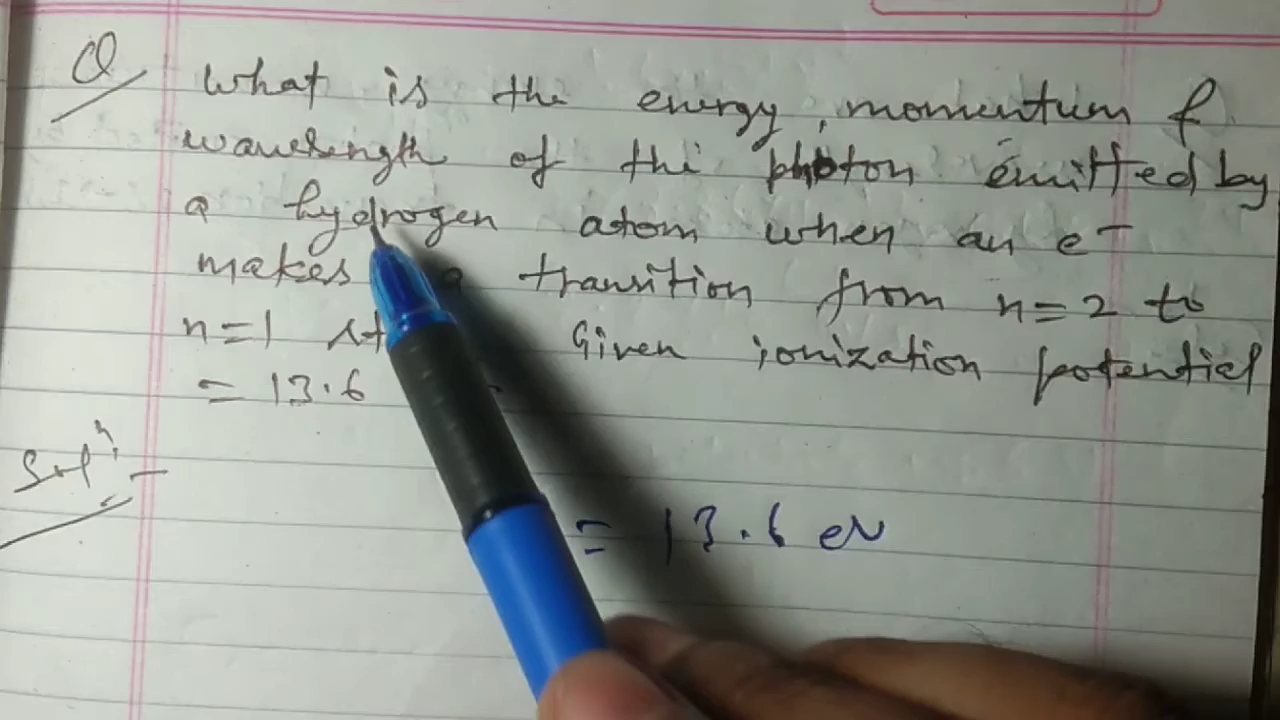 Q
What is the energy, momentum &
wavelength of the photon emitted by
a hydrogen atom when an e-
makes a transition from n=2 to
n=1 Given ionization potential
= 13.6
Solⁿ:-
= 13.6 eV